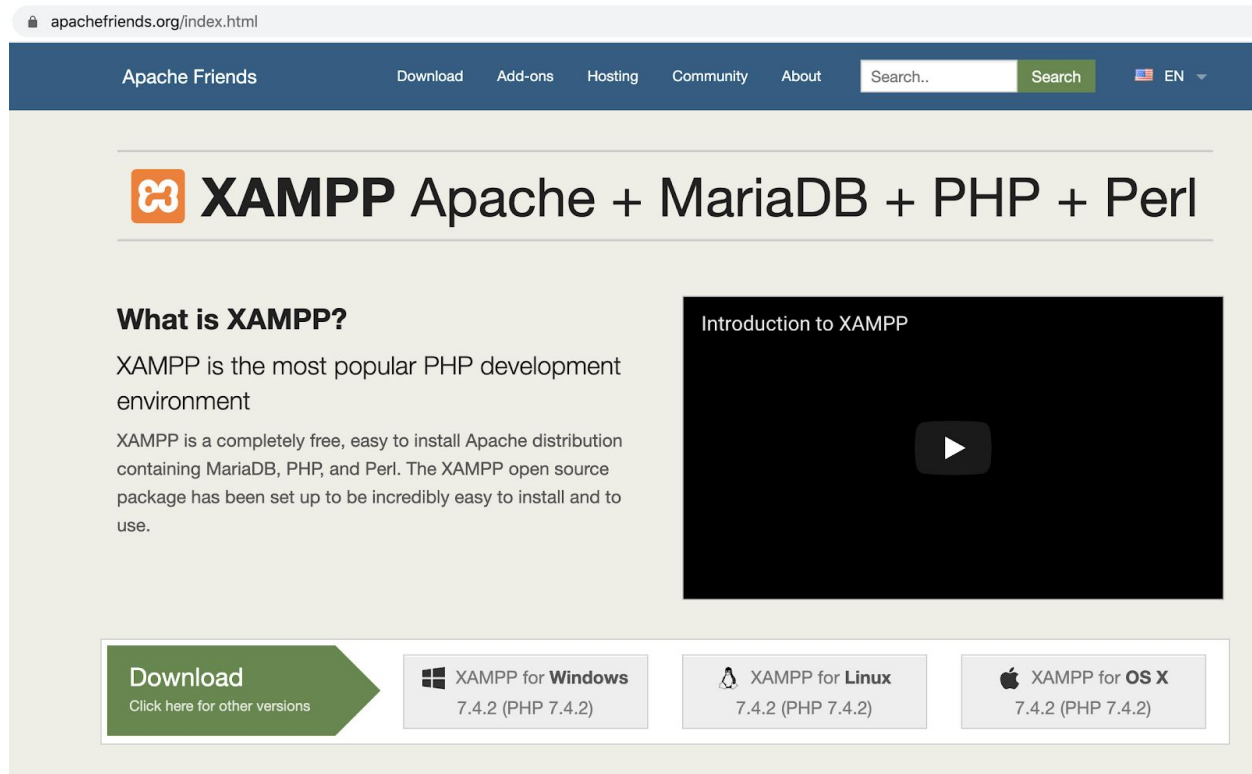 apachefriends.org/index.html
Apache Friends Download Add-ons Hosting Community About Search.. Search EN
XAMPP Apache + MariaDB + PHP + Perl
What is XAMPP?
XAMPP is the most popular PHP development
environment
XAMPP is a completely free, easy to install Apache distribution
containing MariaDB, PHP, and Perl. The XAMPP open source
package has been set up to be incredibly easy to install and to
use.
Introduction to XAMPP
Download
Click here for other versions
XAMPP for Windows
7.4.2 (PHP 7.4.2)
XAMPP for Linux
7.4.2 (PHP 7.4.2)
XAMPP for OS X
7.4.2 (PHP 7.4.2)